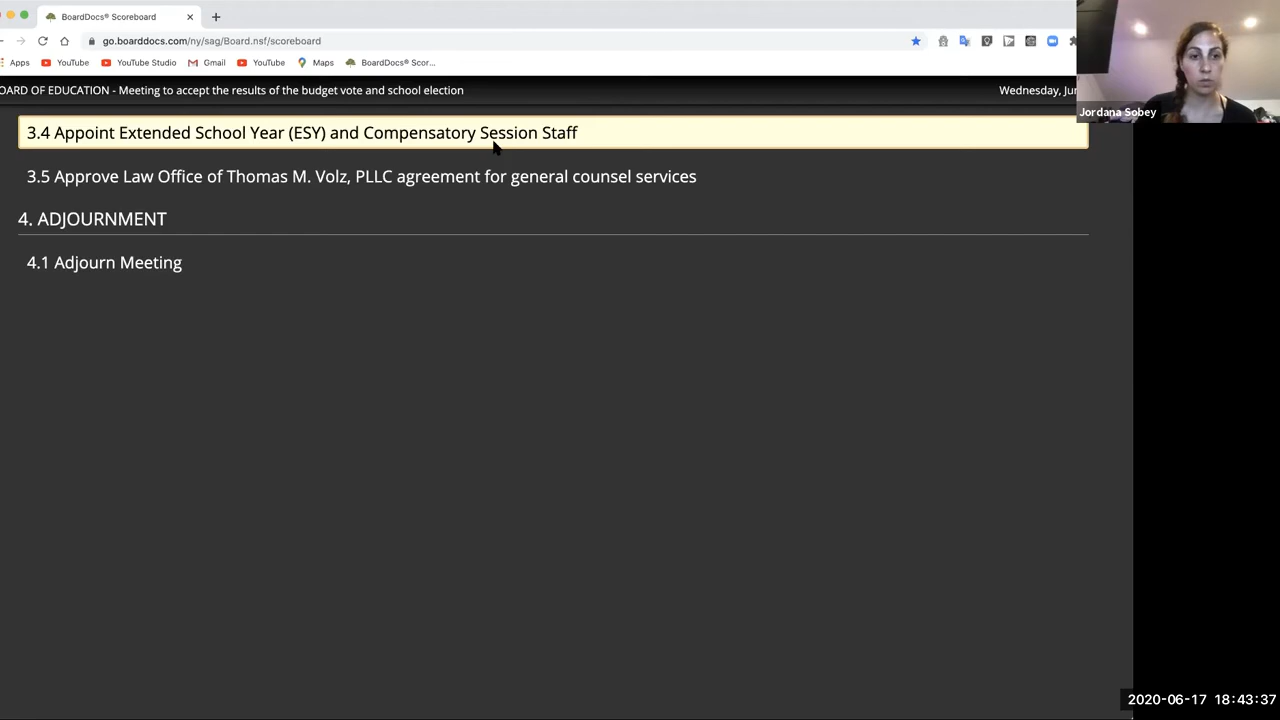 BoardDocs® Scoreboard
go.boarddocs.com/ny/sag/Board.nsf/scoreboard
Apps YouTube YouTube Studio Gmail YouTube Maps BoardDocs® Scor...
OARD OF EDUCATION - Meeting to accept the results of the budget vote and school election Wednesday, Jun
Jordana Sobey
3.4 Appoint Extended School Year (ESY) and Compensatory Session Staff
3.5 Approve Law Office of Thomas M. Volz, PLLC agreement for general counsel services
4. ADJOURNMENT
4.1 Adjourn Meeting
2020-06-17 18:43:37